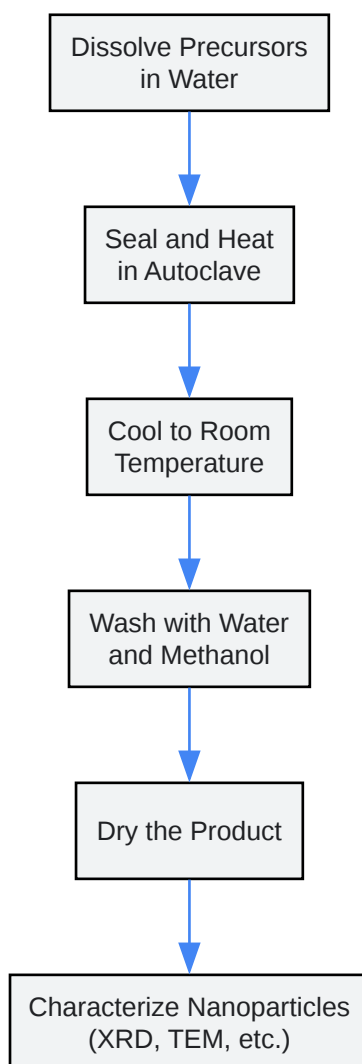 Dissolve Precursors
in Water
Seal and Heat
in Autoclave
Cool to Room
Temperature
Wash with Water
and Methanol
Dry the Product
Characterize Nanoparticles
(XRD, TEM, etc.)